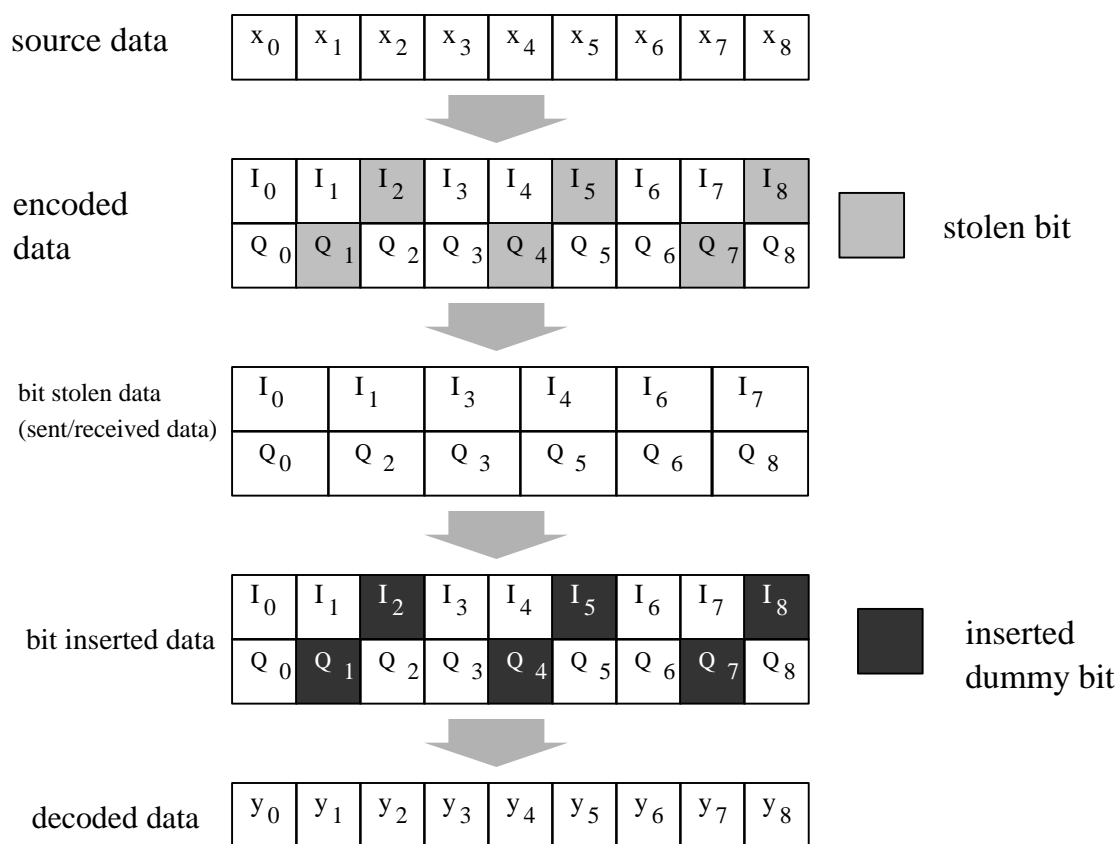 source data
x0 x1 x2 x3 x4 x5 x6 x7 x8
encoded
data
I0 I1 I2 I3 I4 I5 I6 I7 I8
Q0 Q1 Q2 Q3 Q4 Q5 Q6 Q7 Q8
stolen bit
bit stolen data
(sent/received data)
I0 I1 I3 I4 I6 I7
Q0 Q2 Q3 Q5 Q6 Q8
bit inserted data
I0 I1 I2 I3 I4 I5 I6 I7 I8
Q0 Q1 Q2 Q3 Q4 Q5 Q6 Q7 Q8
inserted
dummy bit
decoded data
y0 y1 y2 y3 y4 y5 y6 y7 y8